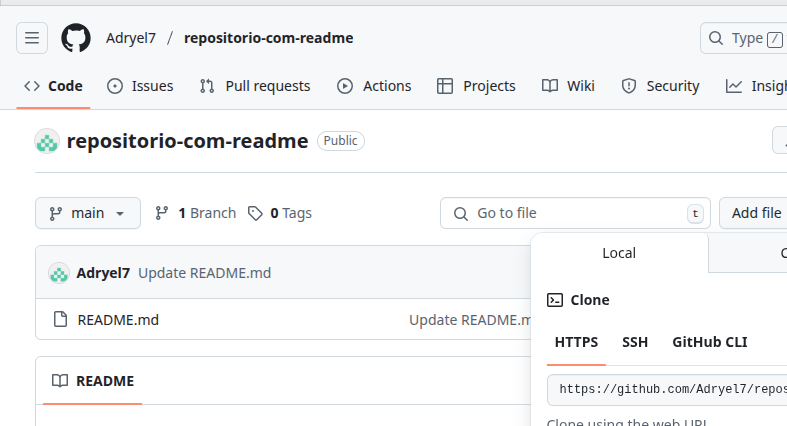 Adryel7 / repositorio-com-readme
Type /
Code Issues Pull requests Actions Projects Wiki Security
repositorio-com-readme Public
main 1 Branch 0 Tags Go to file t Add file
Adryel7 Update README.md
Local
README.md Update
Clone
HTTPS SSH GitHub CLI
README
https://github.com/Adryel7/repos
Clone using the web URL